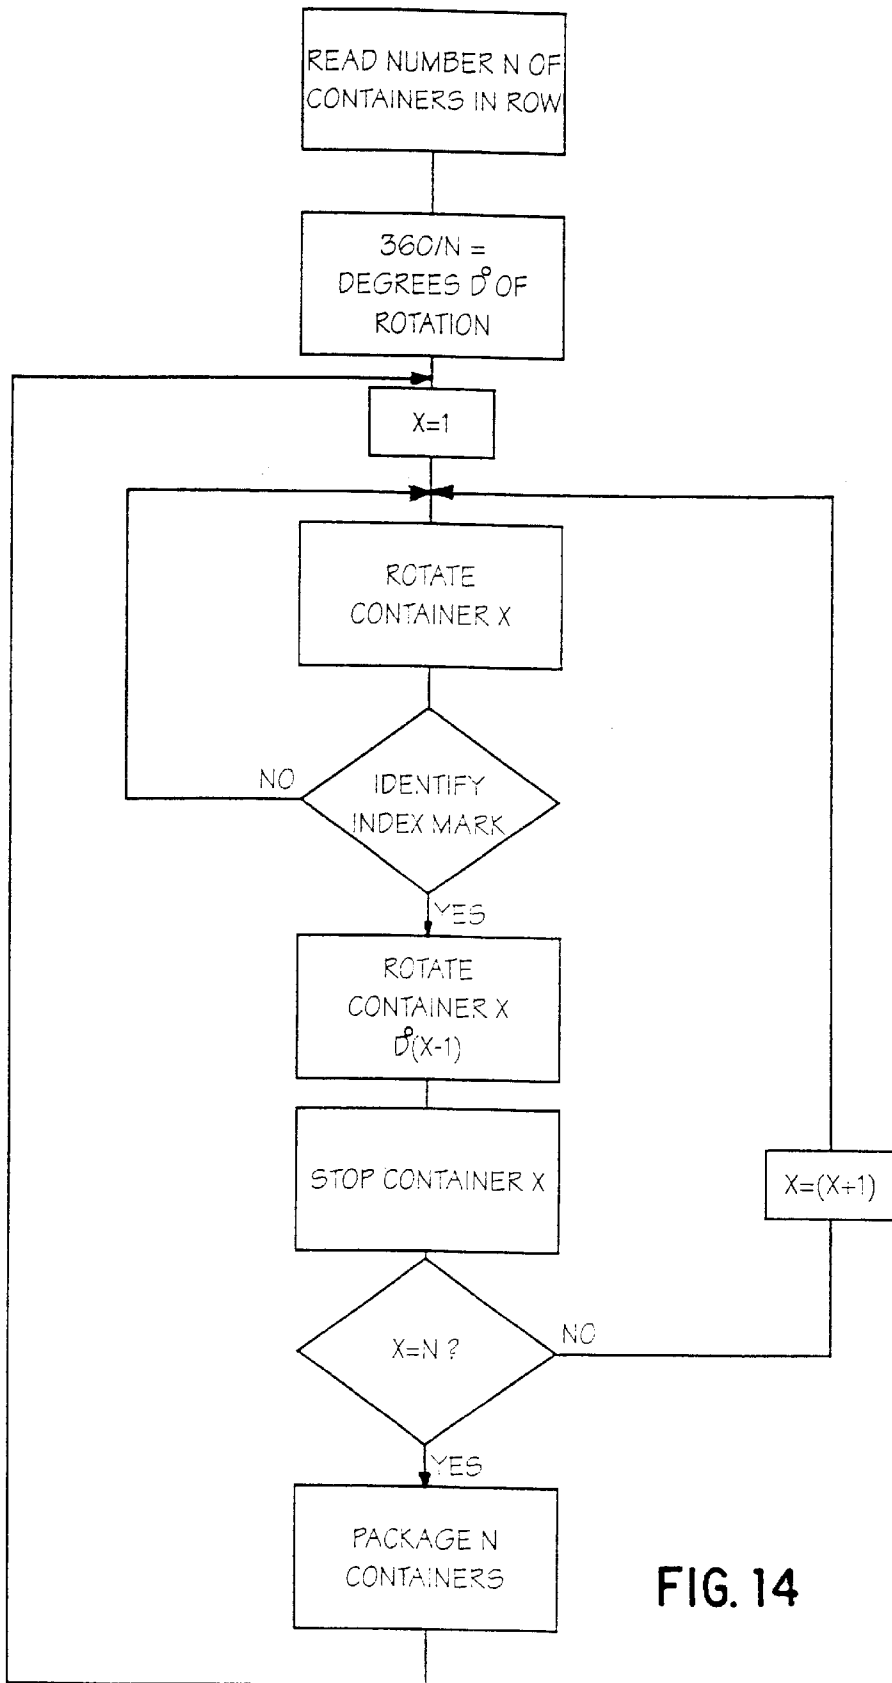 READ NUMBER N OF
CONTAINERS IN ROW
360/N =
DEGREES D° OF
ROTATION
X=1
ROTATE
CONTAINER X
NO
IDENTIFY
INDEX MARK
YES
ROTATE
CONTAINER X
D°(X-1)
STOP CONTAINER X
X=(X+1)
X=N ?
NO
YES
PACKAGE N
CONTAINERS
FIG. 14